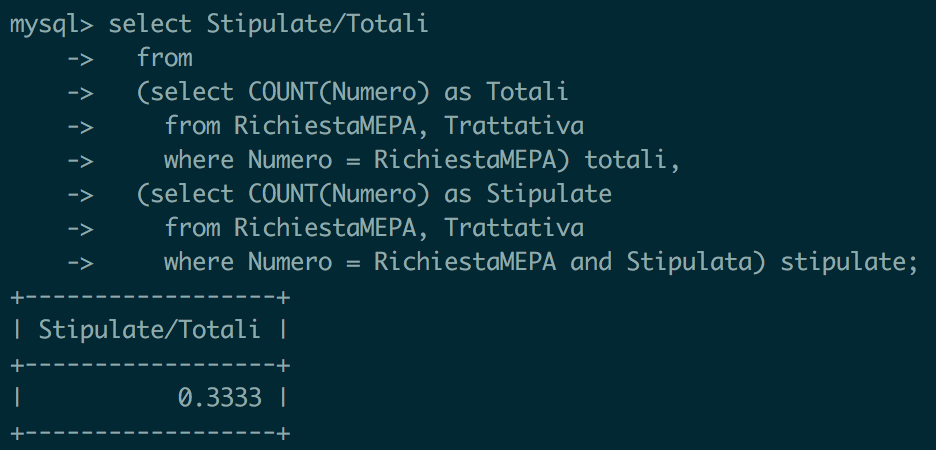 mysql> select Stipulate/Totali
    ->   from
    ->   (select COUNT(Numero) as Totali
    ->     from RichiestaMEPA, Trattativa
    ->     where Numero = RichiestaMEPA) totali,
    ->   (select COUNT(Numero) as Stipulate
    ->     from RichiestaMEPA, Trattativa
    ->     where Numero = RichiestaMEPA and Stipulata) stipulate;
+------------------+
| Stipulate/Totali |
+------------------+
|           0.3333 |
+------------------+